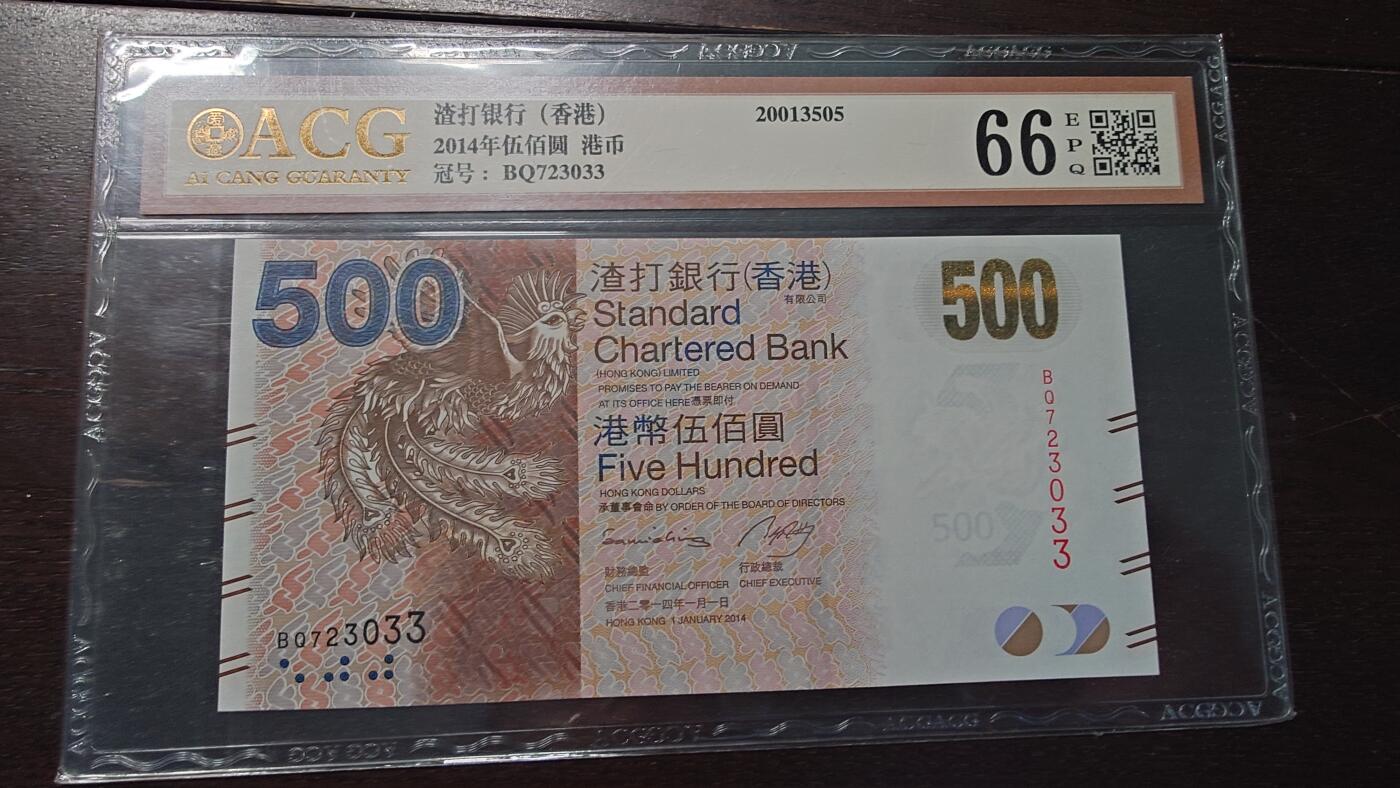 ACG
AI CANG GUARANTY
渣打银行（香港）
2014年伍佰圆 港币
冠号： BQ723033
20013505
66
EPQ
500
渣打銀行(香港)
有限公司
Standard
Chartered Bank
(HONG KONG) LIMITED
PROMISES TO PAY THE BEARER ON DEMAND
AT ITS OFFICE HERE憑票即付
港幣伍佰圓
Five Hundred
HONG KONG DOLLARS
承董事會命 BY ORDER OF THE BOARD OF DIRECTORS
財務總監
CHIEF FINANCIAL OFFICER
行政總裁
CHIEF EXECUTIVE
香港二零一四年一月一日
HONG KONG 1 JANUARY 2014
500
BQ723033
500
BQ723033